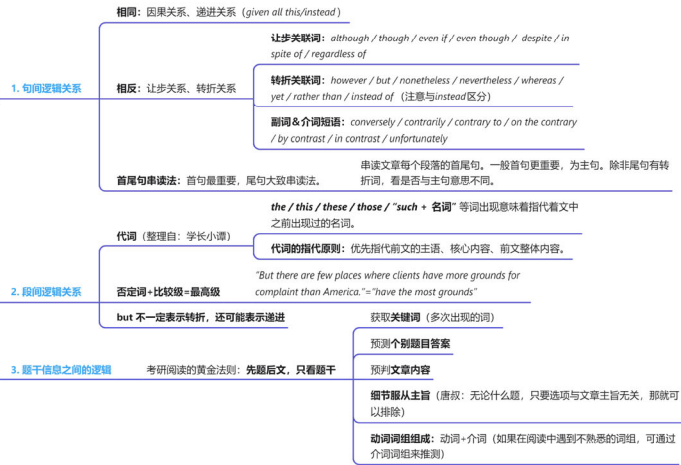 相同：因果关系、递进关系（given all this/instead）
让步关联词：although / though / even if / even though / despite / in
spite of / regardless of
1. 句间逻辑关系
相反：让步关系、转折关系
转折关联词：however / but / nonetheless / nevertheless / whereas /
yet / rather than / instead of（注意与instead区分）
副词＆介词短语：conversely / contrarily / contrary to / on the contrary
/ by contrast / in contrast / unfortunately
首尾句串读法：首句最重要，尾句大致串读法。
串读文章每个段落的首尾句。一般首句更重要，为主句。除非尾句有转
折词，看是否与主句意思不同。
代词（整理自：学长小谭）
the / this / these / those / “such + 名词” 等词出现意味着指代着文中
之前出现过的名词。
代词的指代原则：优先指代前文的主语、核心内容、前文整体内容。
2. 段间逻辑关系
否定词+比较级=最高级
"But there are few places where clients have more grounds for
complaint than America."="have the most grounds"
but 不一定表示转折，还可能表示递进
3. 题干信息之间的逻辑
考研阅读的黄金法则：先题后文，只看题干
获取关键词（多次出现的词）
预测个别题目答案
预判文章内容
细节服从主旨（唐叔：无论什么题，只要选项与文章主旨无关，那就可
以排除）
动词词组组成：动词+介词（如果在阅读中遇到不熟悉的词组，可通过
介词词组来推测）